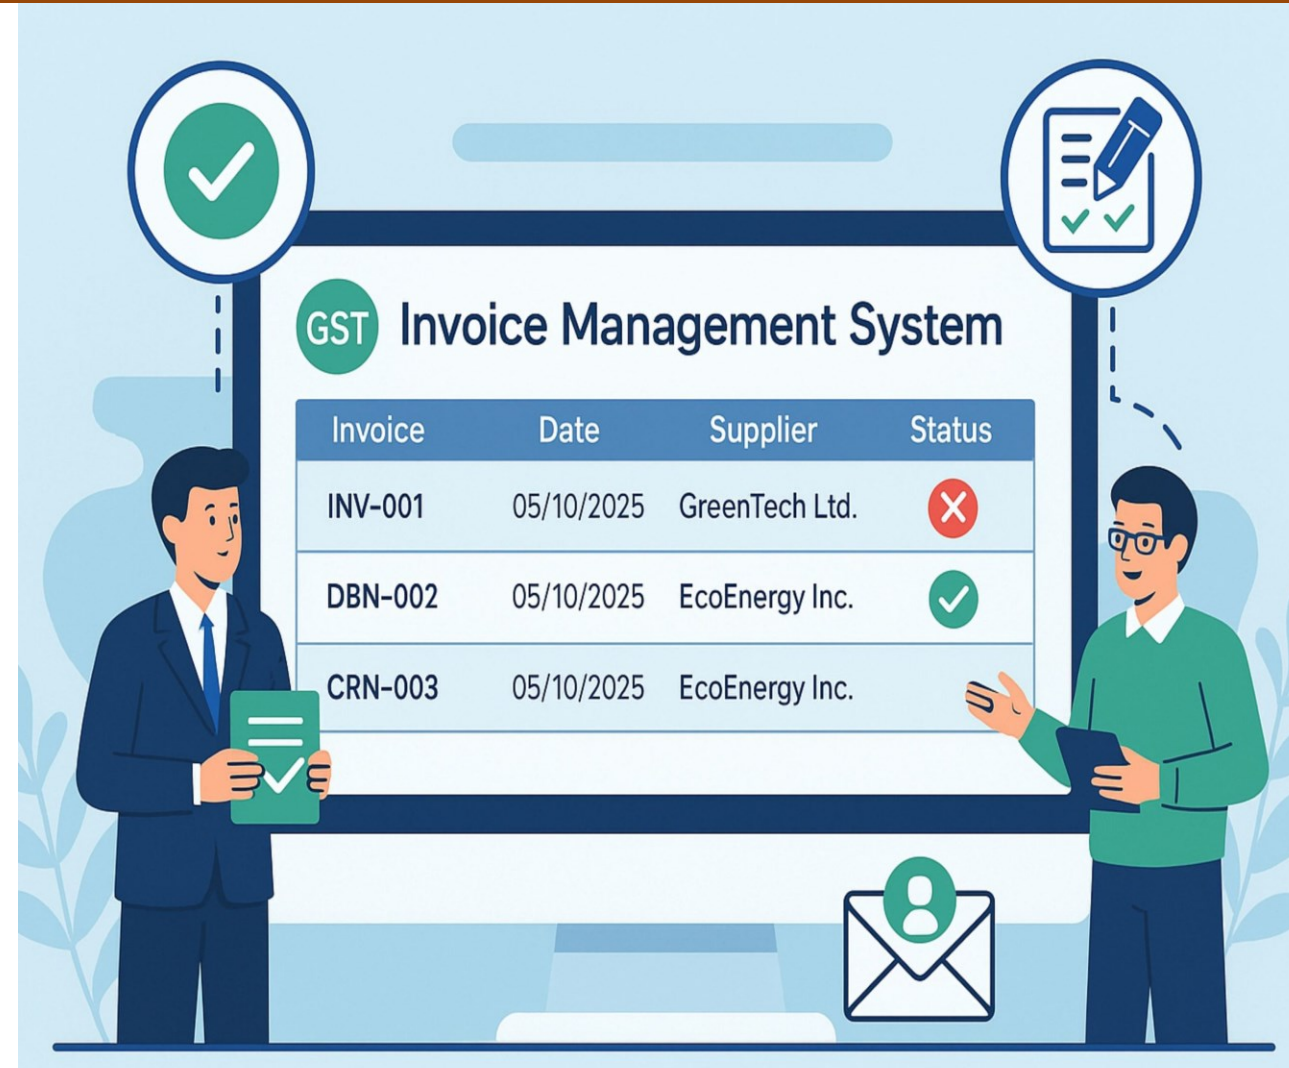 GST Invoice Management System
Invoice Date Supplier Status
INV-001 05/10/2025 GreenTech Ltd.
DBN-002 05/10/2025 EcoEnergy Inc.
CRN-003 05/10/2025 EcoEnergy Inc.